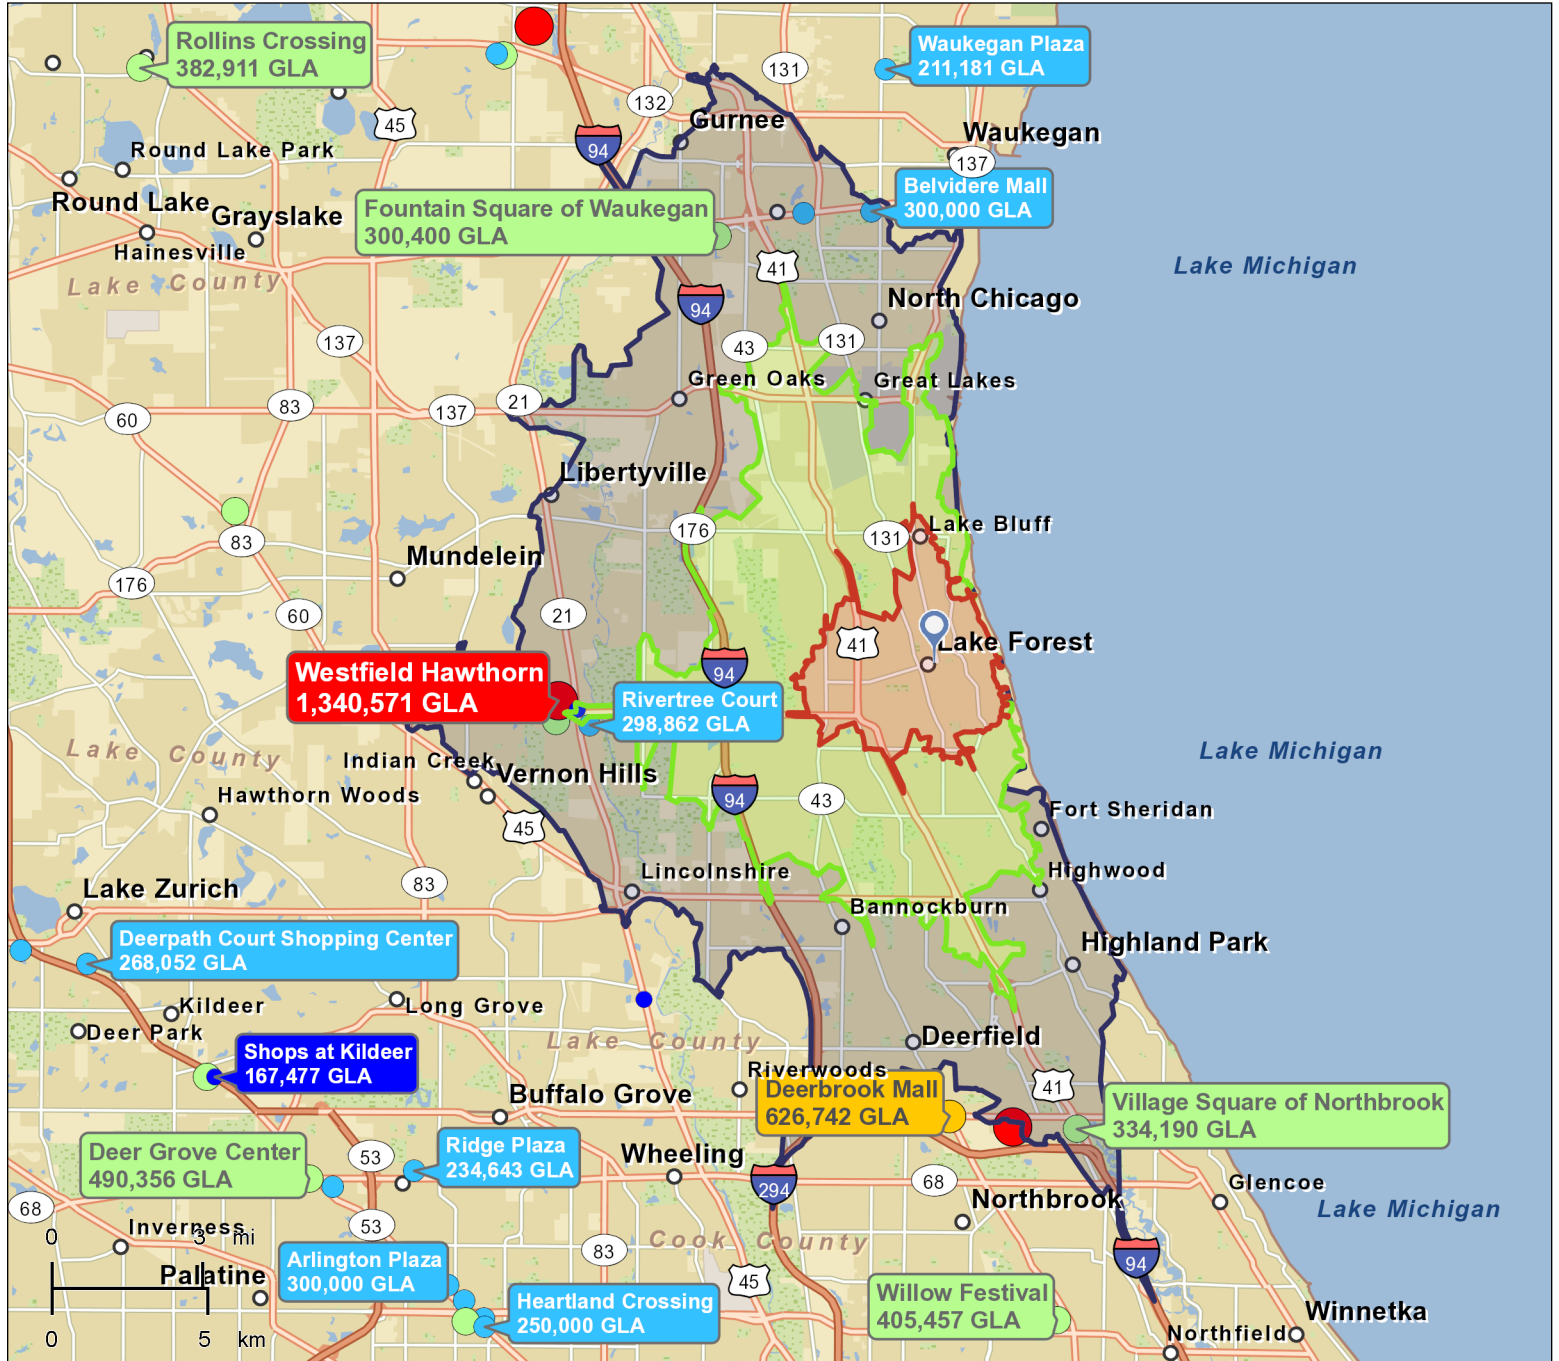 Rollins Crossing
382,911 GLA
Waukegan Plaza
211,181 GLA
131
132
45
Gurnee
94
Waukegan
137
Round Lake Park
Belvidere Mall
300,000 GLA
Round Lake
Grayslake
Fountain Square of Waukegan
300,400 GLA
Hainesville
Lake County
41
Lake Michigan
94
North Chicago
137
43
131
Green Oaks
Great Lakes
60
83
137
21
Libertyville
176
131
Lake Bluff
83
Mundelein
176
60
21
41
Lake Forest
94
Westfield Hawthorn
1,340,571 GLA
Rivertree Court
298,862 GLA
Lake County
Indian Creek
Vernon Hills
Lake Michigan
Hawthorn Woods
94
43
Fort Sheridan
45
Lincolnshire
Highwood
83
Lake Zurich
Bannockburn
Deerpath Court Shopping Center
268,052 GLA
Highland Park
Kildeer
Long Grove
Deer Park
Lake County
Deerfield
Shops at Kildeer
167,477 GLA
Riverwoods
Deerbrook Mall
626,742 GLA
41
Buffalo Grove
Village Square of Northbrook
334,190 GLA
Deer Grove Center
490,356 GLA
53
Ridge Plaza
234,643 GLA
Wheeling
294
68
Northbrook
Glencoe
68
Lake Michigan
Inverness
53
0 3 mi
83
Cook County
94
Arlington Plaza
300,000 GLA
Palatine
45
Heartland Crossing
250,000 GLA
Willow Festival
405,457 GLA
Winnetka
0 5 km
Northfield